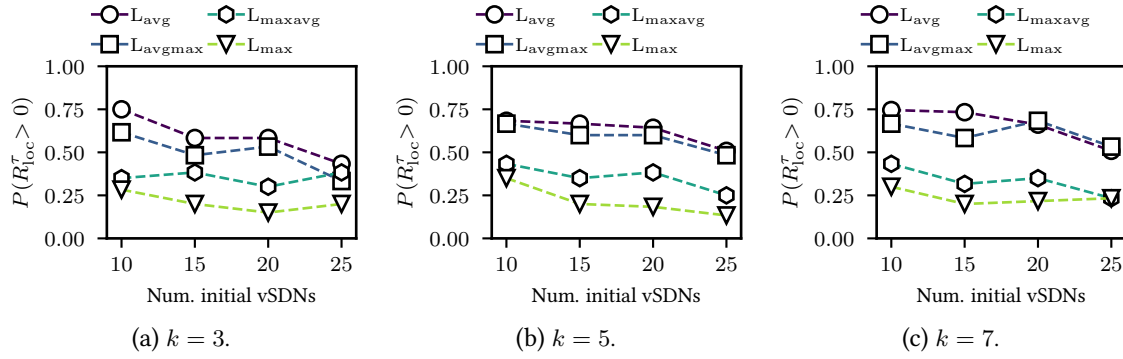 L_avg L_maxavg
L_avgmax L_max
P(R^τ_loc > 0)
1.00
0.75
0.50
0.25
0.00
10 15 20 25
Num. initial vSDNs
(a) k = 3.
L_avg L_maxavg
L_avgmax L_max
P(R^τ_loc > 0)
1.00
0.75
0.50
0.25
0.00
10 15 20 25
Num. initial vSDNs
(b) k = 5.
L_avg L_maxavg
L_avgmax L_max
P(R^τ_loc > 0)
1.00
0.75
0.50
0.25
0.00
10 15 20 25
Num. initial vSDNs
(c) k = 7.